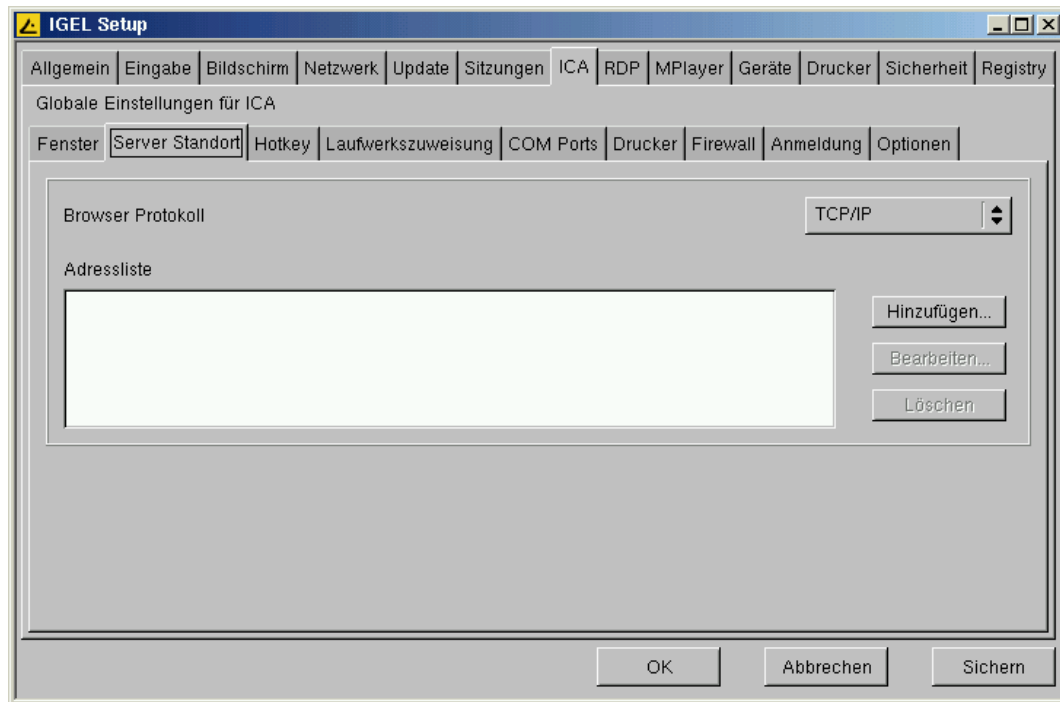 IGEL Setup
Allgemein Eingabe Bildschirm Netzwerk Update Sitzungen ICA RDP MPlayer Geräte Drucker Sicherheit Registry
Globale Einstellungen für ICA
Fenster Server Standort Hotkey Laufwerkszuweisung COM Ports Drucker Firewall Anmeldung Optionen
Browser Protokoll TCP/IP
Adressliste
Hinzufügen...
Bearbeiten...
Löschen
OK Abbrechen Sichern